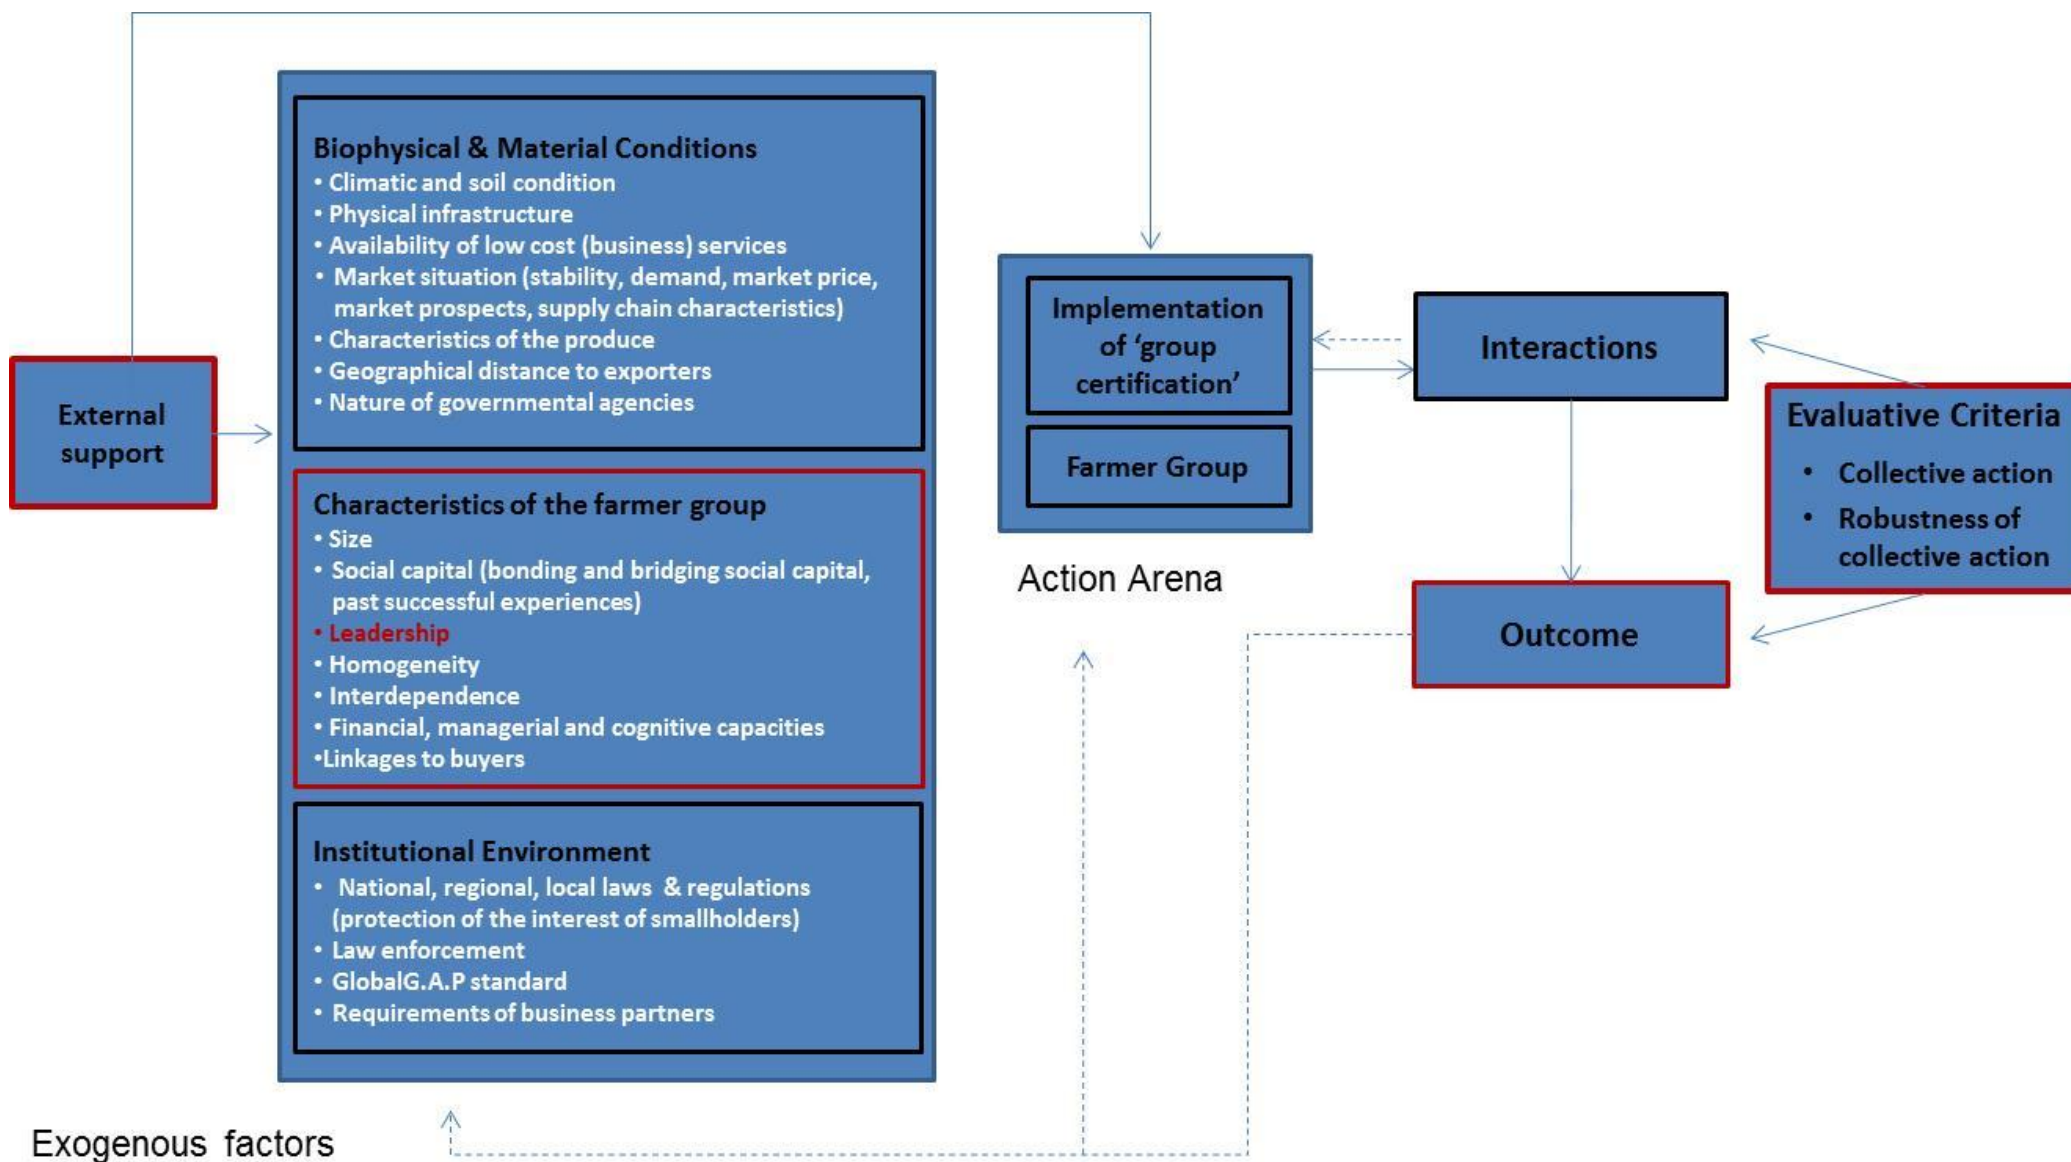 External
support
Biophysical & Material Conditions
• Climatic and soil condition
• Physical infrastructure
• Availability of low cost (business) services
• Market situation (stability, demand, market price,
market prospects, supply chain characteristics)
• Characteristics of the produce
• Geographical distance to exporters
• Nature of governmental agencies
Characteristics of the farmer group
• Size
• Social capital (bonding and bridging social capital,
past successful experiences)
• Leadership
• Homogeneity
• Interdependence
• Financial, managerial and cognitive capacities
•Linkages to buyers
Institutional Environment
• National, regional, local laws & regulations
(protection of the interest of smallholders)
• Law enforcement
• GlobalG.A.P standard
• Requirements of business partners
Exogenous factors
Implementation
of ‘group
certification’
Farmer Group
Action Arena
Interactions
Outcome
Evaluative Criteria
• Collective action
• Robustness of
collective action